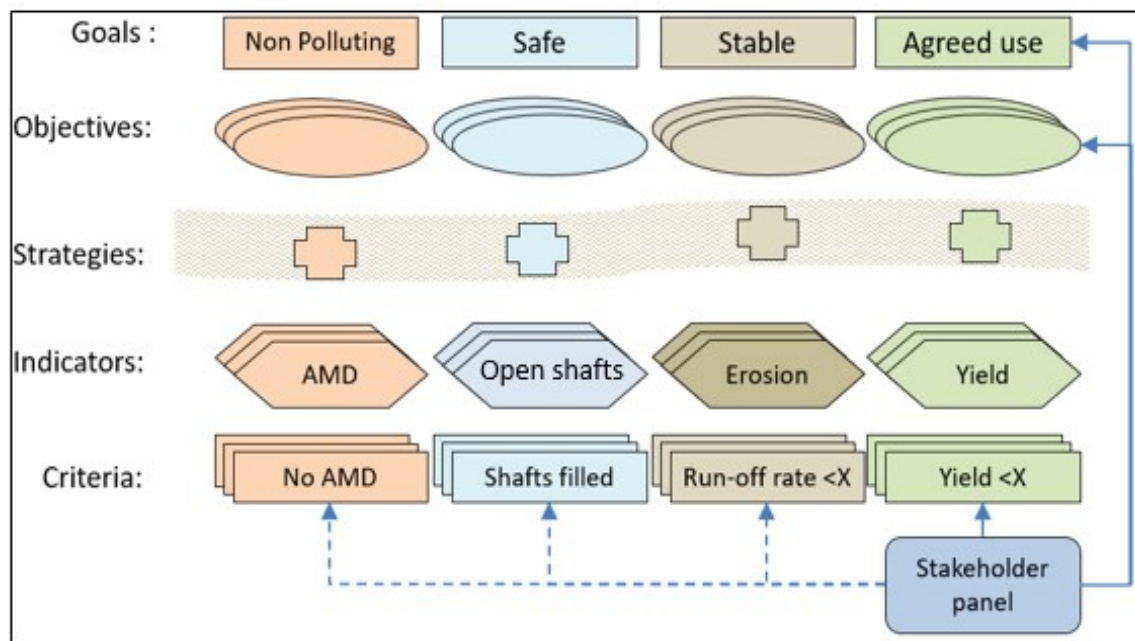 Goals : Non Polluting Safe Stable Agreed use
Objectives:
Strategies:
Indicators: AMD Open shafts Erosion Yield
Criteria: No AMD Shafts filled Run-off rate <X Yield <X
Stakeholder
panel